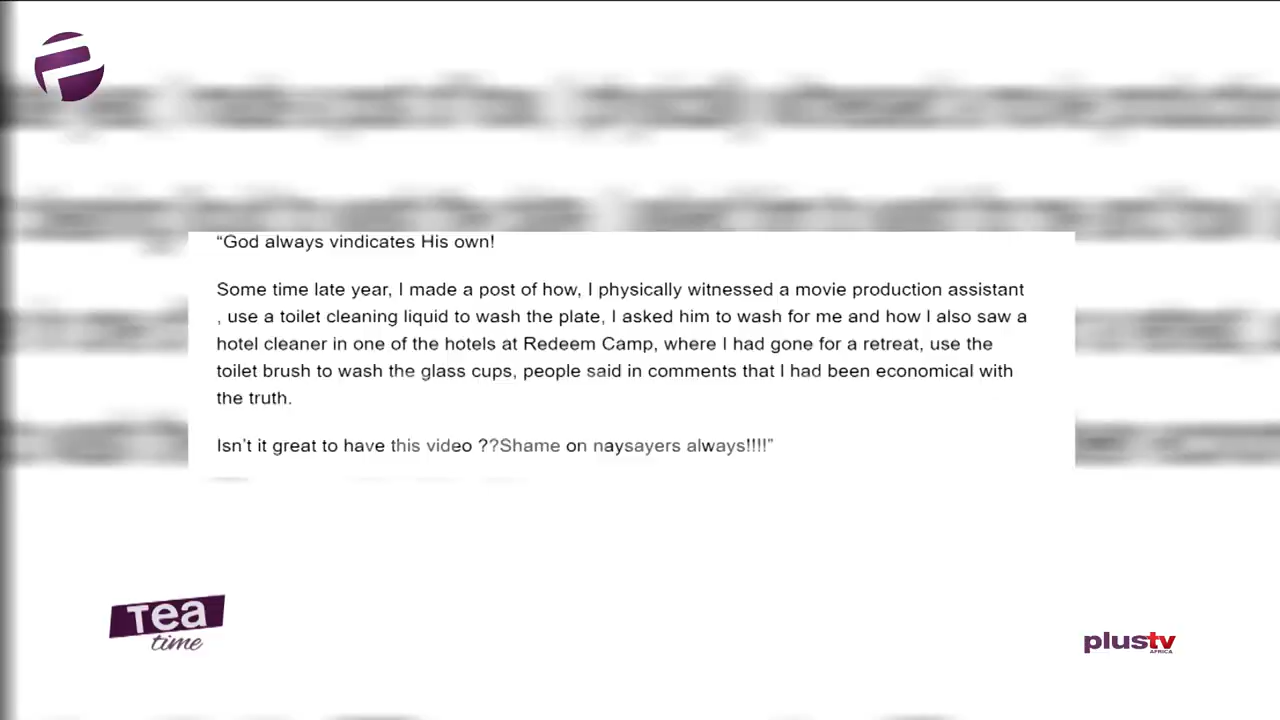 “God always vindicates His own!
Some time late year, I made a post of how, I physically witnessed a movie production assistant
, use a toilet cleaning liquid to wash the plate, I asked him to wash for me and how I also saw a
hotel cleaner in one of the hotels at Redeem Camp, where I had gone for a retreat, use the
toilet brush to wash the glass cups, people said in comments that I had been economical with
the truth.
Isn’t it great to have this video ??Shame on naysayers always!!!!”
Tea
time
plustv
AFRICA